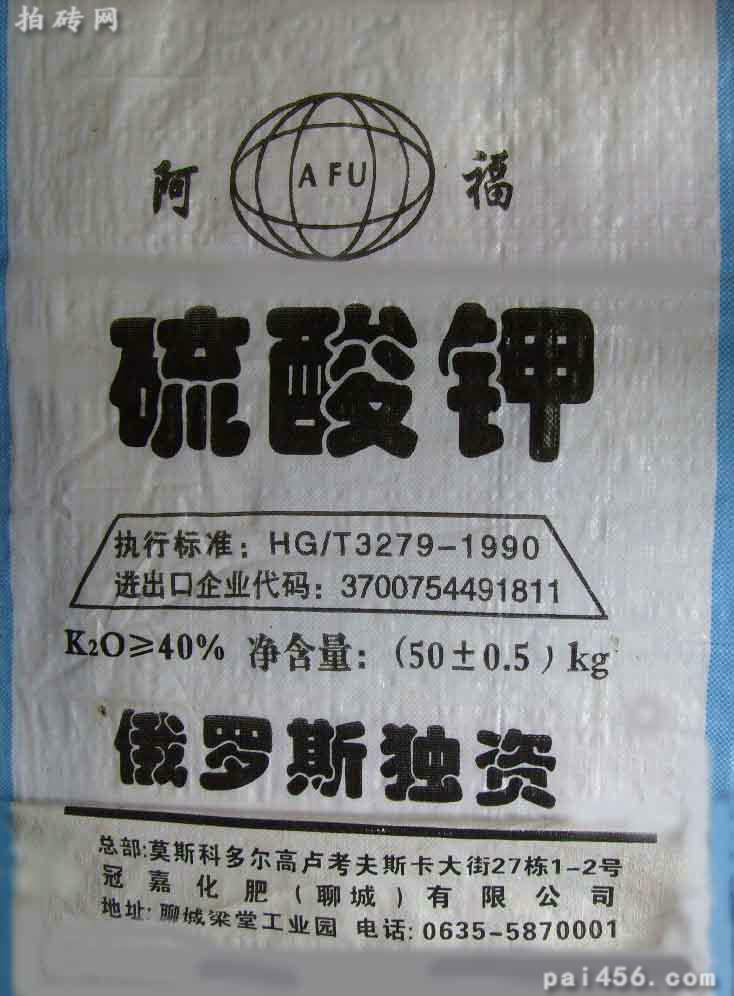 拍砖网
阿 AFU 福
硫酸钾
执行标准：HG/T3279-1990
进出口企业代码：3700754491811
K₂O≥40% 净含量：(50±0.5) kg
俄罗斯独资
总部:莫斯科多尔高卢考夫斯卡大街27栋1-2号
冠嘉化肥(聊城)有限公司
地址:聊城梁堂工业园 电话:0635-5870001
pai456.com